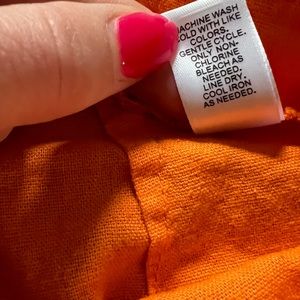 MACHINE WASH
COLD WITH LIKE
COLORS.
GENTLE CYCLE.
ONLY NON-
CHLORINE
BLEACH AS
NEEDED.
LINE DRY.
COOL IRON
AS NEEDED.